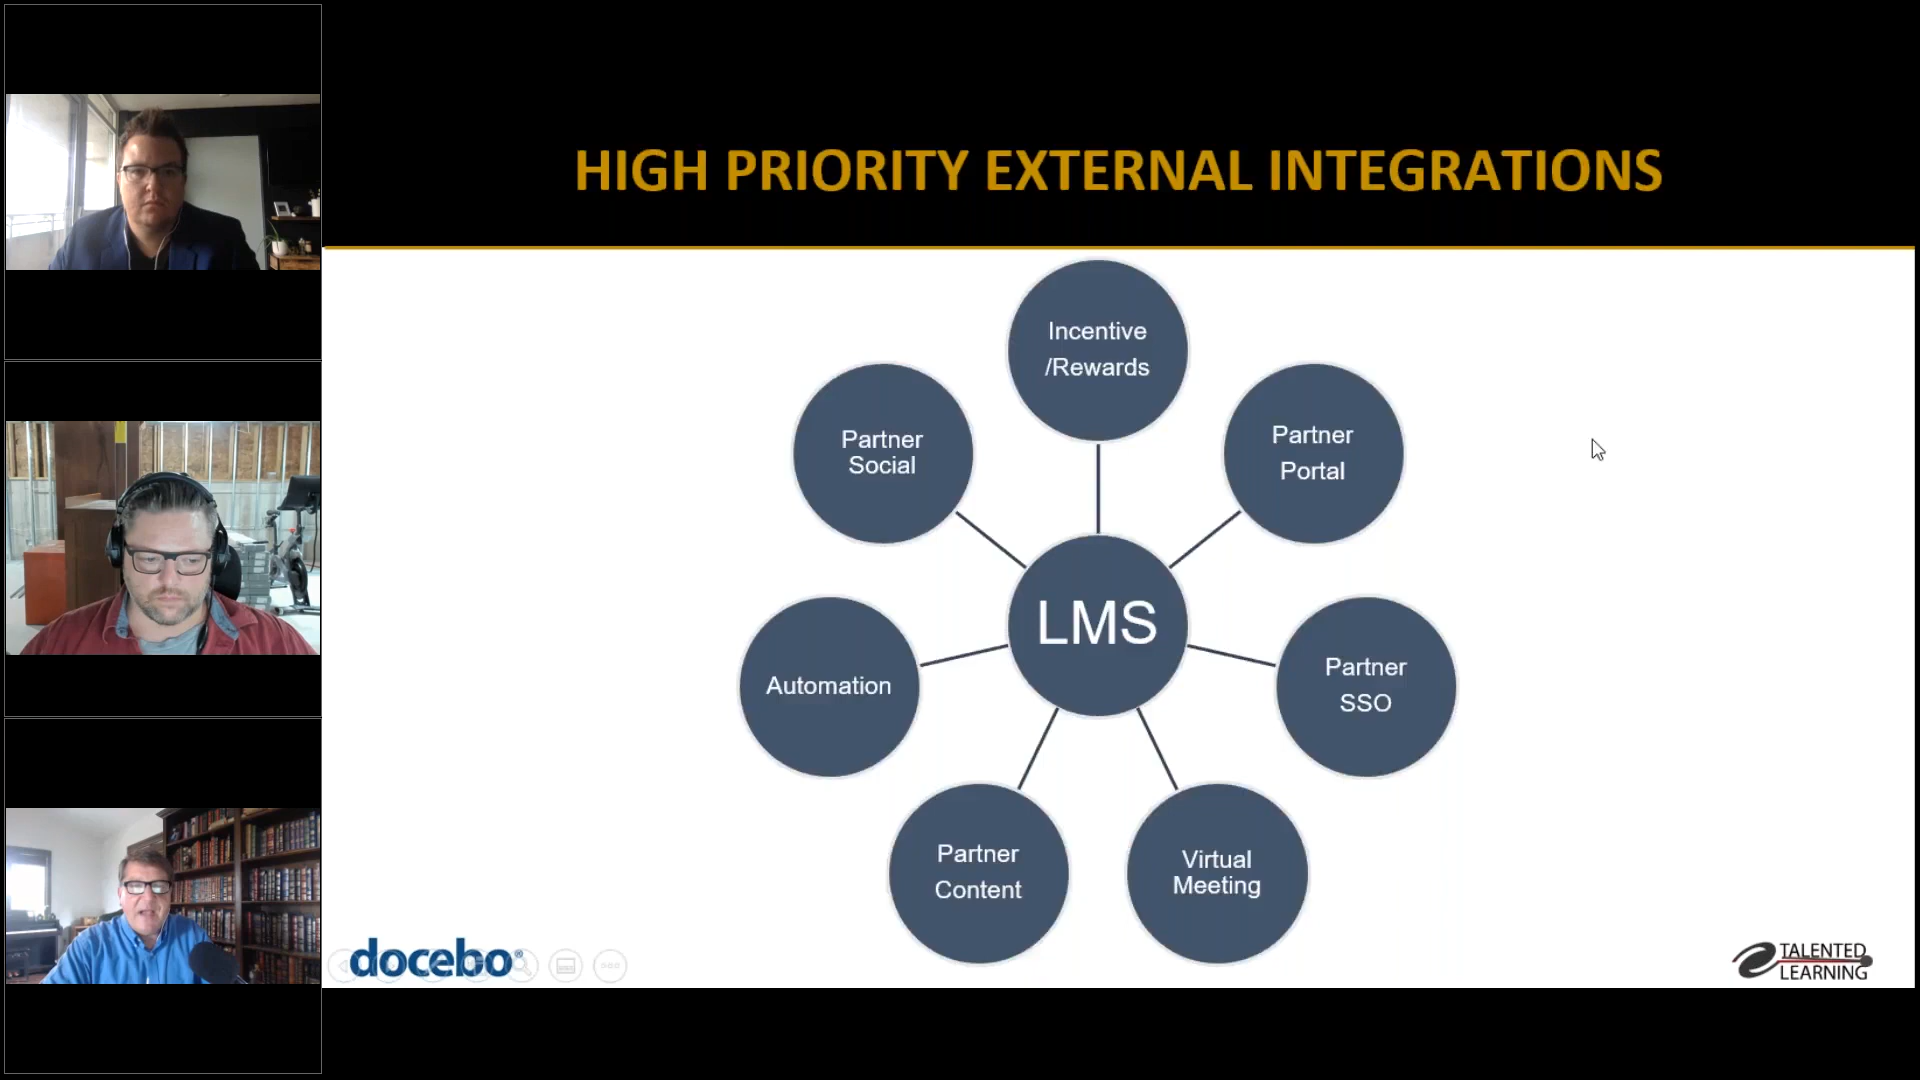 HIGH PRIORITY EXTERNAL INTEGRATIONS
Incentive
/Rewards
Partner
Social
Partner
Portal
LMS
Automation
Partner
SSO
Partner
Content
Virtual
Meeting
docebo®
TALENTED
LEARNING